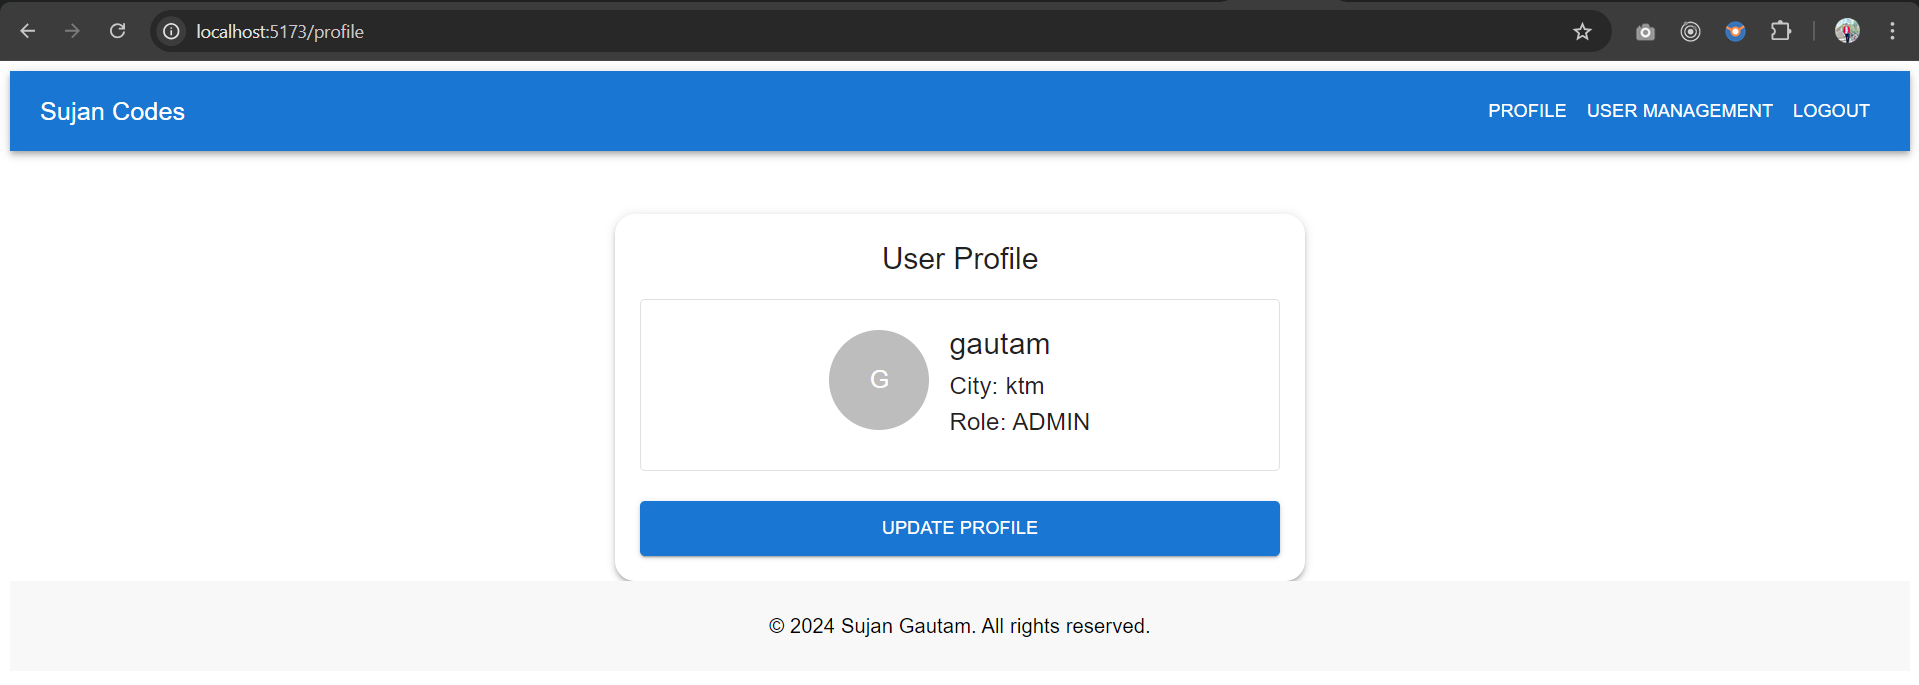 localhost:5173/profile
Sujan Codes
PROFILE USER MANAGEMENT LOGOUT
User Profile
G
gautam
City: ktm
Role: ADMIN
UPDATE PROFILE
© 2024 Sujan Gautam. All rights reserved.